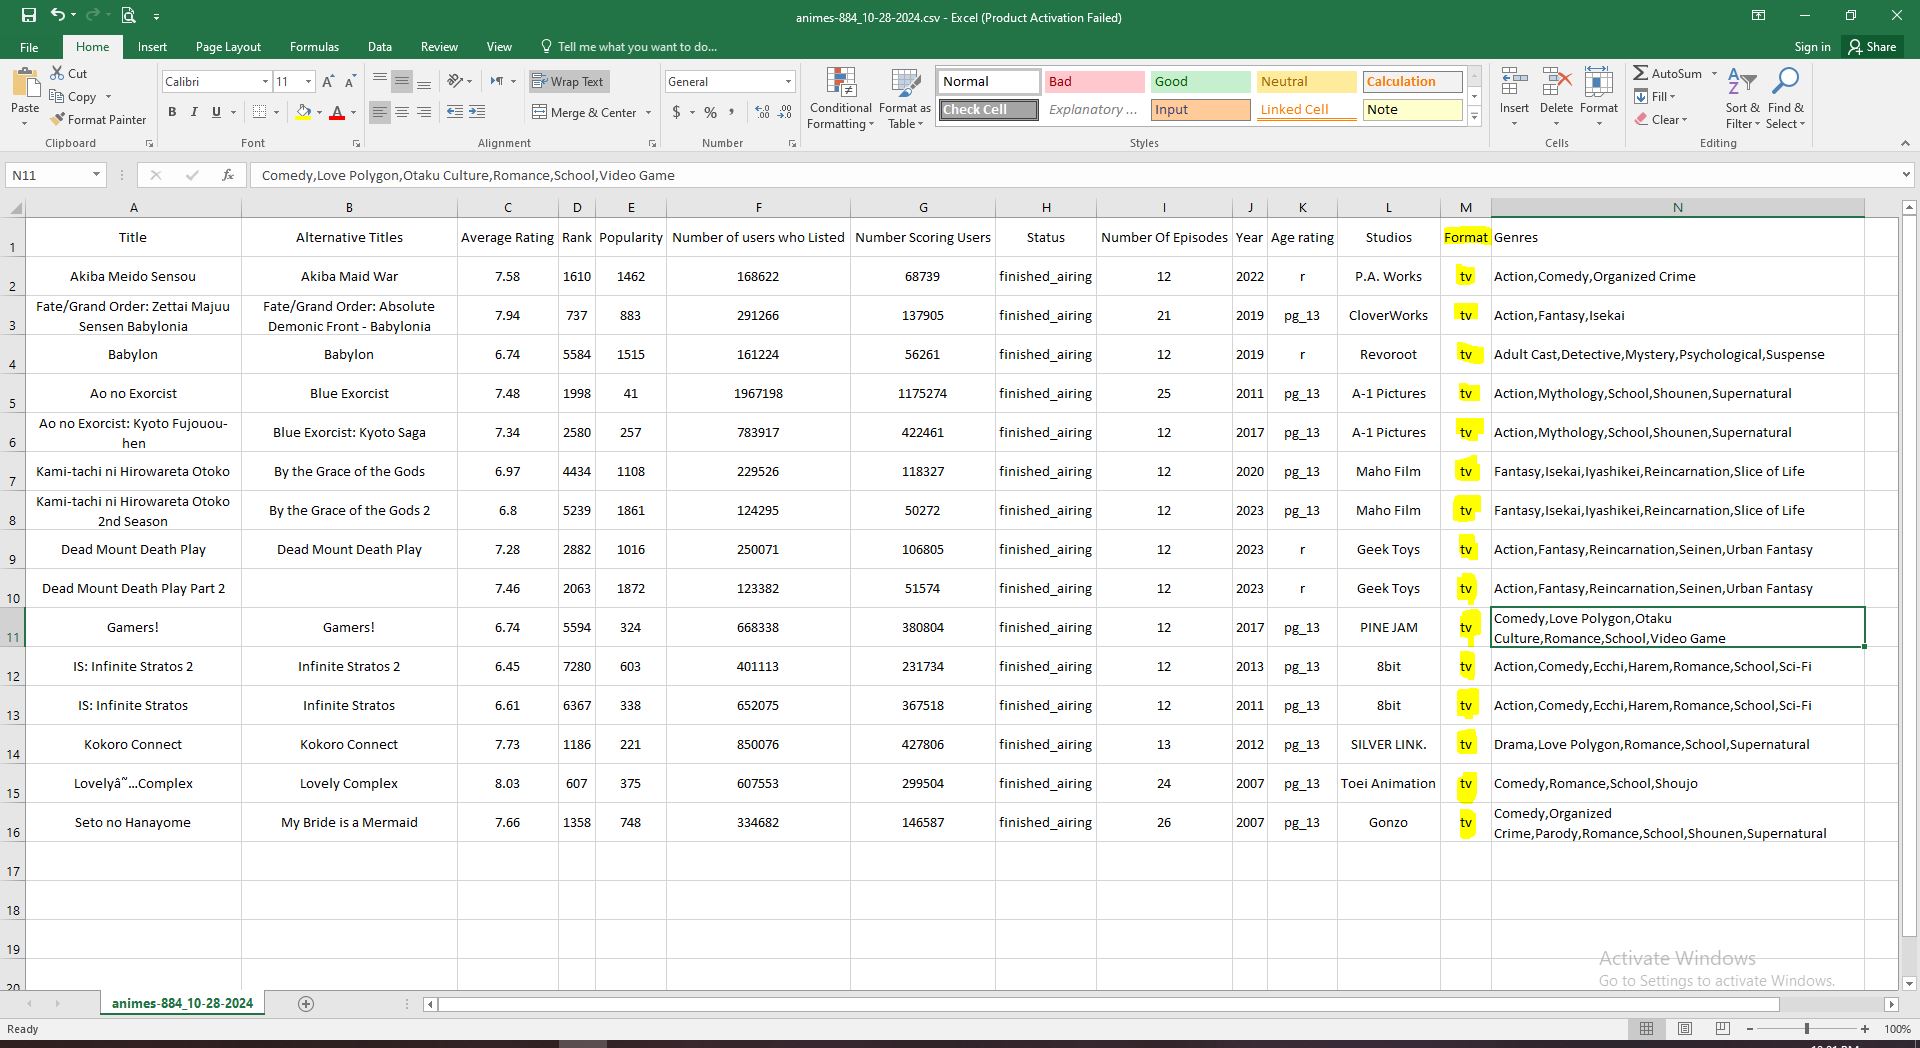 animes-884_10-28-2024.csv - Excel (Product Activation Failed)
File Home Insert Page Layout Formulas Data Review View Tell me what you want to do... Sign in Share
Paste Cut Copy Format Painter Clipboard
Calibri 11 B I U A A A Font
Wrap Text Merge & Center Alignment
General $ % , Number
Conditional Formatting Format as Table
Normal Bad Good Neutral Calculation
Check Cell Explanatory ... Input Linked Cell Note
Styles
Insert Delete Format Cells
AutoSum Fill Clear Sort & Filter Find & Select Editing
N11 fx Comedy,Love Polygon,Otaku Culture,Romance,School,Video Game
A B C D E F G H I J K L M N
1 Title Alternative Titles Average Rating Rank Popularity Number of users who Listed Number Scoring Users Status Number Of Episodes Year Age rating Studios Format Genres
2 Akiba Meido Sensou Akiba Maid War 7.58 1610 1462 168622 68739 finished_airing 12 2022 r P.A. Works tv Action,Comedy,Organized Crime
3 Fate/Grand Order: Zettai Majuu Sensen Babylonia Fate/Grand Order: Absolute Demonic Front - Babylonia 7.94 737 883 291266 137905 finished_airing 21 2019 pg_13 CloverWorks tv Action,Fantasy,Isekai
4 Babylon Babylon 6.74 5584 1515 161224 56261 finished_airing 12 2019 r Revoroot tv Adult Cast,Detective,Mystery,Psychological,Suspense
5 Ao no Exorcist Blue Exorcist 7.48 1998 41 1967198 1175274 finished_airing 25 2011 pg_13 A-1 Pictures tv Action,Mythology,School,Shounen,Supernatural
6 Ao no Exorcist: Kyoto Fujouou-hen Blue Exorcist: Kyoto Saga 7.34 2580 257 783917 422461 finished_airing 12 2017 pg_13 A-1 Pictures tv Action,Mythology,School,Shounen,Supernatural
7 Kami-tachi ni Hirowareta Otoko By the Grace of the Gods 6.97 4434 1108 229526 118327 finished_airing 12 2020 pg_13 Maho Film tv Fantasy,Isekai,Iyashikei,Reincarnation,Slice of Life
8 Kami-tachi ni Hirowareta Otoko 2nd Season By the Grace of the Gods 2 6.8 5239 1861 124295 50272 finished_airing 12 2023 pg_13 Maho Film tv Fantasy,Isekai,Iyashikei,Reincarnation,Slice of Life
9 Dead Mount Death Play Dead Mount Death Play 7.28 2882 1016 250071 106805 finished_airing 12 2023 r Geek Toys tv Action,Fantasy,Reincarnation,Seinen,Urban Fantasy
10 Dead Mount Death Play Part 2 7.46 2063 1872 123382 51574 finished_airing 12 2023 r Geek Toys tv Action,Fantasy,Reincarnation,Seinen,Urban Fantasy
11 Gamers! Gamers! 6.74 5594 324 668338 380804 finished_airing 12 2017 pg_13 PINE JAM tv Comedy,Love Polygon,Otaku Culture,Romance,School,Video Game
12 IS: Infinite Stratos 2 Infinite Stratos 2 6.45 7280 603 401113 231734 finished_airing 12 2013 pg_13 8bit tv Action,Comedy,Ecchi,Harem,Romance,School,Sci-Fi
13 IS: Infinite Stratos Infinite Stratos 6.61 6367 338 652075 367518 finished_airing 12 2011 pg_13 8bit tv Action,Comedy,Ecchi,Harem,Romance,School,Sci-Fi
14 Kokoro Connect Kokoro Connect 7.73 1186 221 850076 427806 finished_airing 13 2012 pg_13 SILVER LINK. tv Drama,Love Polygon,Romance,School,Supernatural
15 Lovelyâ˜…Complex Lovely Complex 8.03 607 375 607553 299504 finished_airing 24 2007 pg_13 Toei Animation tv Comedy,Romance,School,Shoujo
16 Seto no Hanayome My Bride is a Mermaid 7.66 1358 748 334682 146587 finished_airing 26 2007 pg_13 Gonzo tv Comedy,Organized Crime,Parody,Romance,School,Shounen,Supernatural
17
18
19
20
Activate Windows
Go to Settings to activate Windows.
animes-884_10-28-2024
Ready 100%